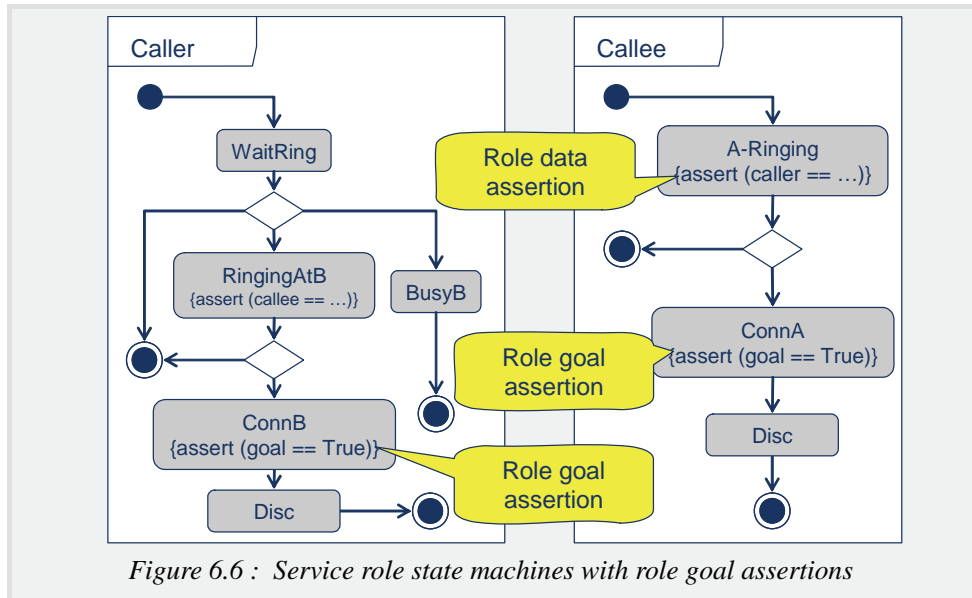 Caller
WaitRing
RingingAtB
{assert (callee == …)}
BusyB
ConnB
{assert (goal == True)}
Disc
Callee
Role data
assertion
A-Ringing
{assert (caller == …)}
Role goal
assertion
ConnA
{assert (goal == True)}
Role goal
assertion
Disc
Figure 6.6 : Service role state machines with role goal assertions